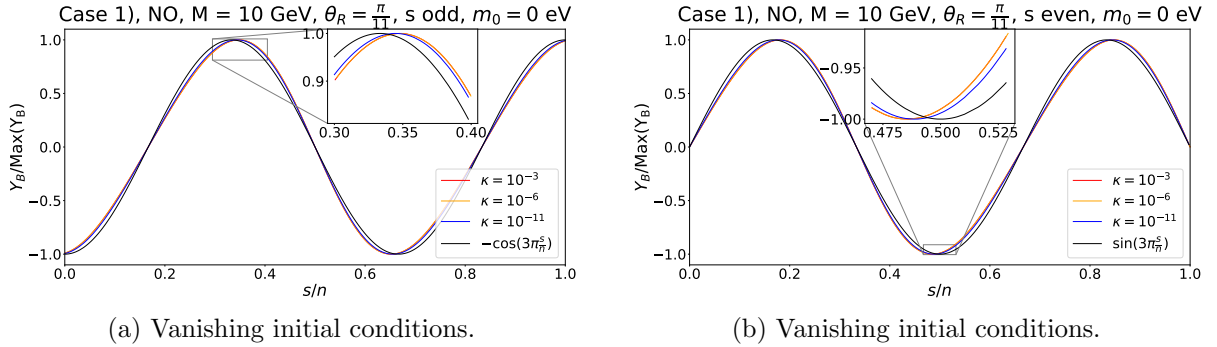 Case 1), NO, M = 10 GeV, θ_R = π/11, s odd, m₀ = 0 eV
Y_B/Max(Y_B)
1.0
0.5
0.0
−0.5
−1.0
1.0
0.9
0.30 0.35 0.40
κ = 10⁻³
κ = 10⁻⁶
κ = 10⁻¹¹
−cos(3π s/n)
0.0 0.2 0.4 0.6 0.8 1.0
s/n
(a) Vanishing initial conditions.
Case 1), NO, M = 10 GeV, θ_R = π/11, s even, m₀ = 0 eV
Y_B/Max(Y_B)
1.0
0.5
0.0
−0.5
−1.0
−0.95
−1.00
0.475 0.500 0.525
κ = 10⁻³
κ = 10⁻⁶
κ = 10⁻¹¹
sin(3π s/n)
0.0 0.2 0.4 0.6 0.8 1.0
s/n
(b) Vanishing initial conditions.